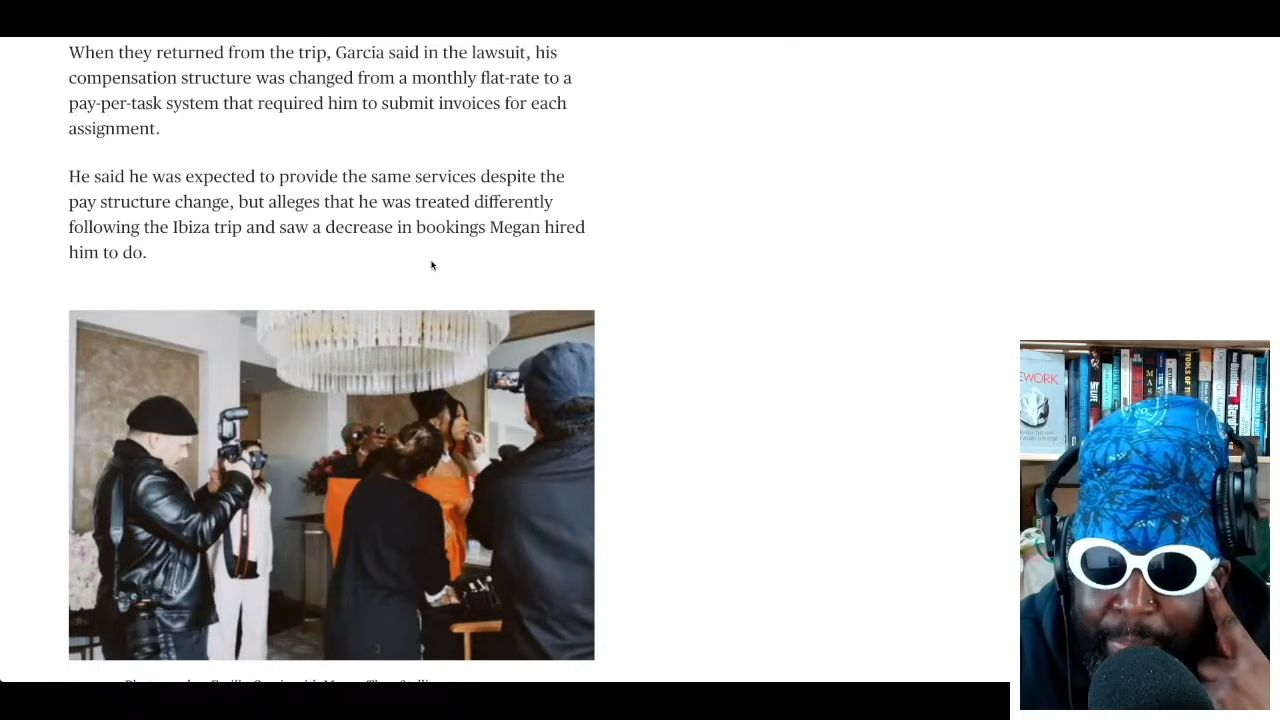 When they returned from the trip, Garcia said in the lawsuit, his
compensation structure was changed from a monthly flat-rate to a
pay-per-task system that required him to submit invoices for each
assignment.
He said he was expected to provide the same services despite the
pay structure change, but alleges that he was treated differently
following the Ibiza trip and saw a decrease in bookings Megan hired
him to do.
EWORK